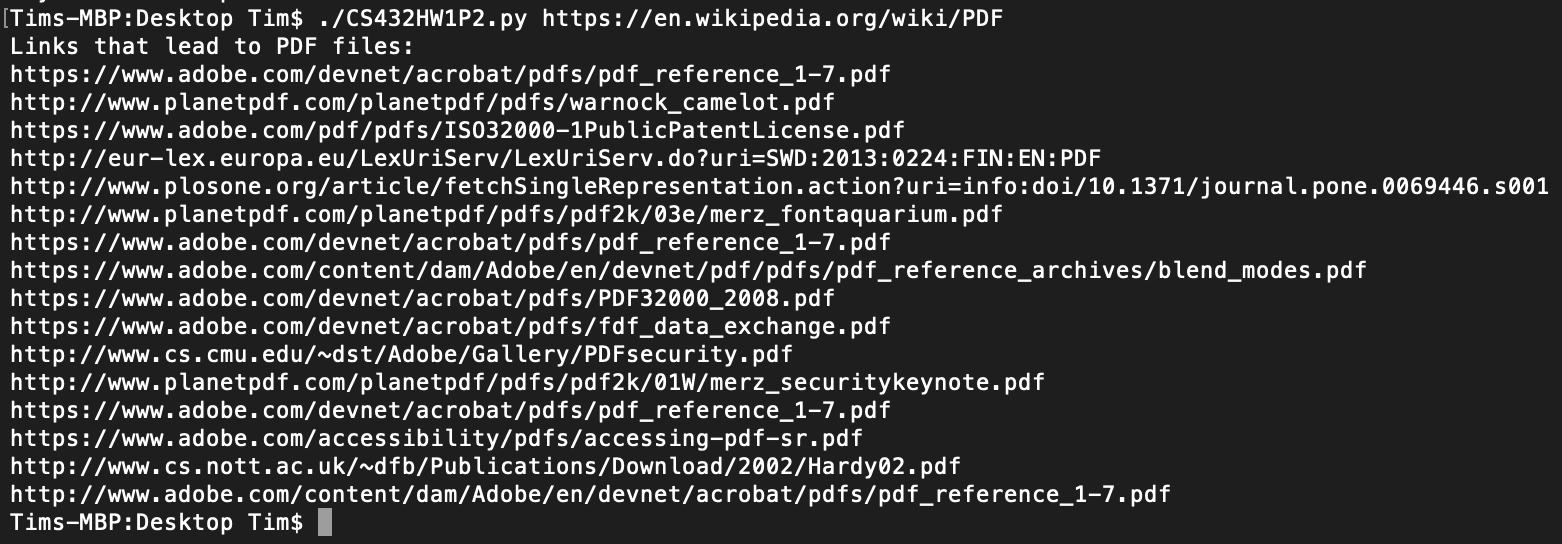 [Tims-MBP:Desktop Tim$ ./CS432HW1P2.py https://en.wikipedia.org/wiki/PDF
Links that lead to PDF files:
https://www.adobe.com/devnet/acrobat/pdfs/pdf_reference_1-7.pdf
http://www.planetpdf.com/planetpdf/pdfs/warnock_camelot.pdf
https://www.adobe.com/pdf/pdfs/ISO32000-1PublicPatentLicense.pdf
http://eur-lex.europa.eu/LexUriServ/LexUriServ.do?uri=SWD:2013:0224:FIN:EN:PDF
http://www.plosone.org/article/fetchSingleRepresentation.action?uri=info:doi/10.1371/journal.pone.0069446.s001
http://www.planetpdf.com/planetpdf/pdfs/pdf2k/03e/merz_fontaquarium.pdf
https://www.adobe.com/devnet/acrobat/pdfs/pdf_reference_1-7.pdf
https://www.adobe.com/content/dam/Adobe/en/devnet/pdf/pdfs/pdf_reference_archives/blend_modes.pdf
https://www.adobe.com/devnet/acrobat/pdfs/PDF32000_2008.pdf
https://www.adobe.com/devnet/acrobat/pdfs/fdf_data_exchange.pdf
http://www.cs.cmu.edu/~dst/Adobe/Gallery/PDFsecurity.pdf
http://www.planetpdf.com/planetpdf/pdfs/pdf2k/01W/merz_securitykeynote.pdf
https://www.adobe.com/devnet/acrobat/pdfs/pdf_reference_1-7.pdf
https://www.adobe.com/accessibility/pdfs/accessing-pdf-sr.pdf
http://www.cs.nott.ac.uk/~dfb/Publications/Download/2002/Hardy02.pdf
http://www.adobe.com/content/dam/Adobe/en/devnet/acrobat/pdfs/pdf_reference_1-7.pdf
Tims-MBP:Desktop Tim$